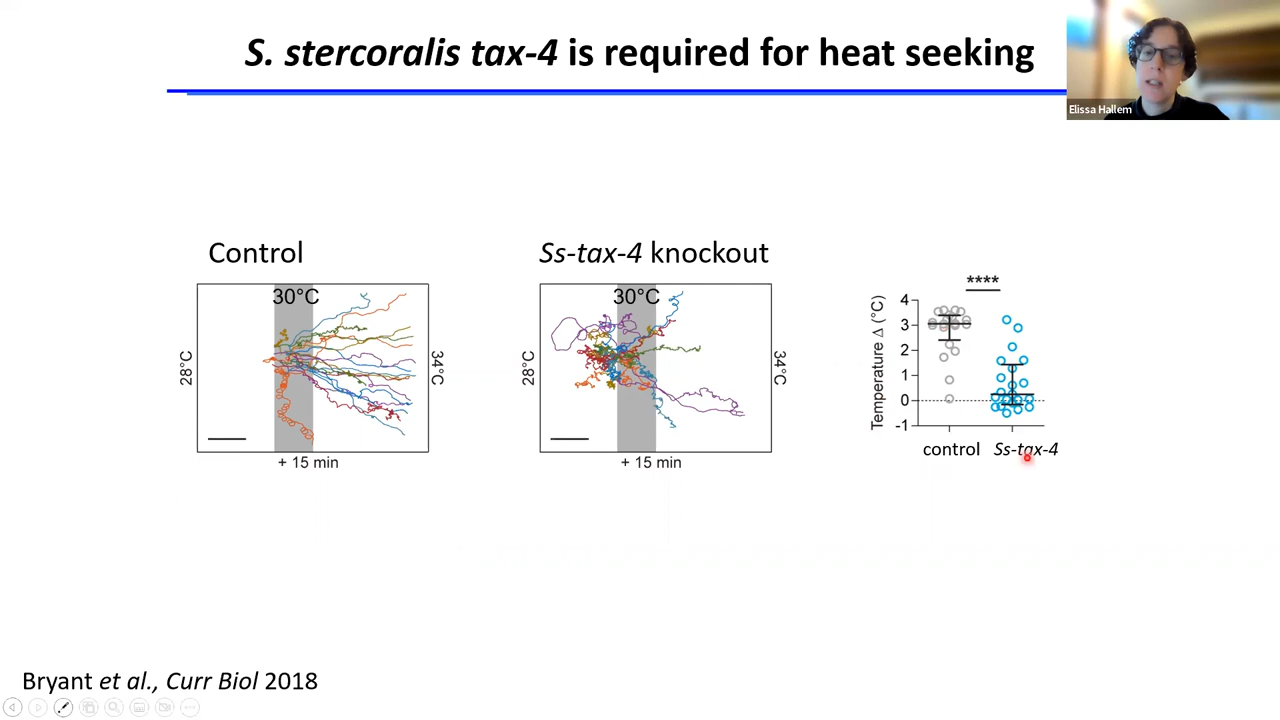 S. stercoralis tax-4 is required for heat seeking
Elissa Hallem
Control
30°C
28°C
34°C
+ 15 min
Ss-tax-4 knockout
30°C
28°C
34°C
+ 15 min
****
Temperature Δ (°C)
4
3
2
1
0
-1
control
Ss-tax-4
Bryant et al., Curr Biol 2018